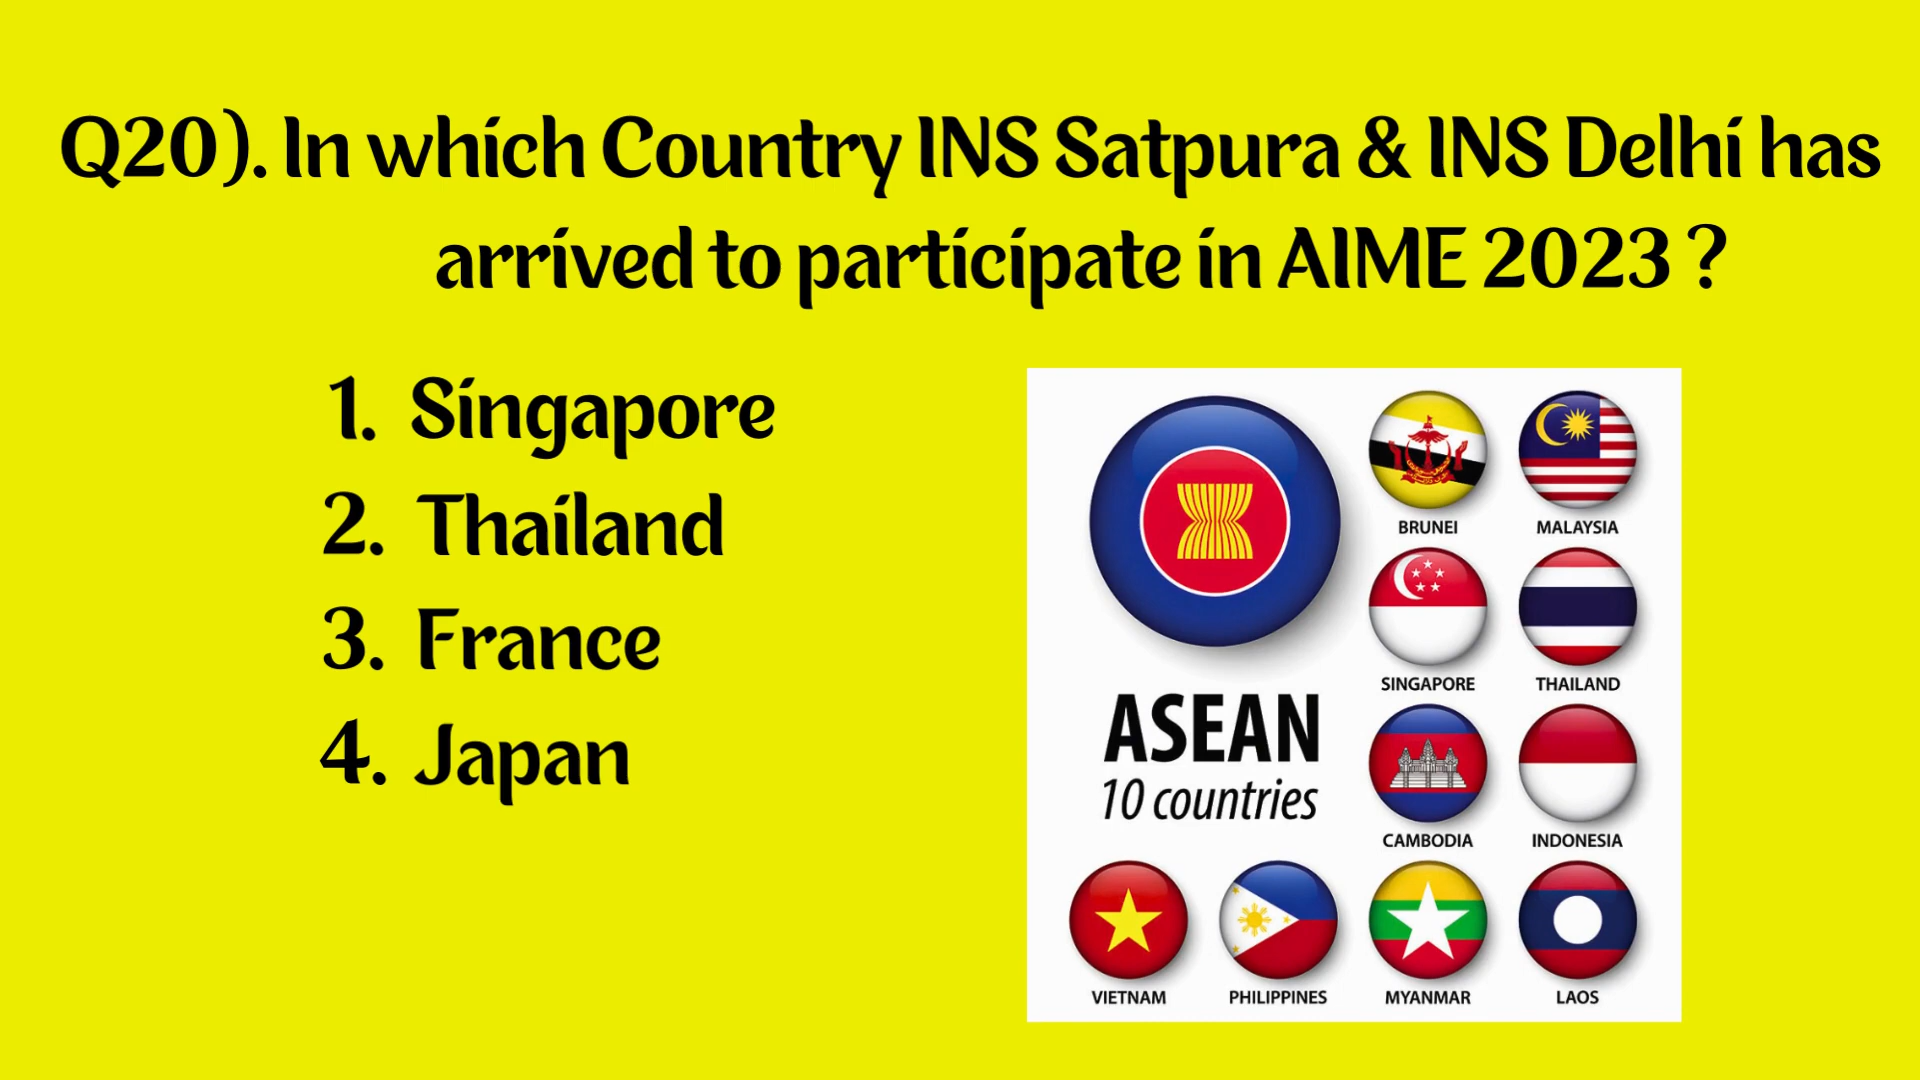 Q20). In which Country INS Satpura & INS Delhi has
arrived to participate in AIME 2023 ?
1. Singapore
2. Thailand
3. France
4. Japan
BRUNEI
MALAYSIA
SINGAPORE
THAILAND
ASEAN
10 countries
CAMBODIA
INDONESIA
VIETNAM
PHILIPPINES
MYANMAR
LAOS